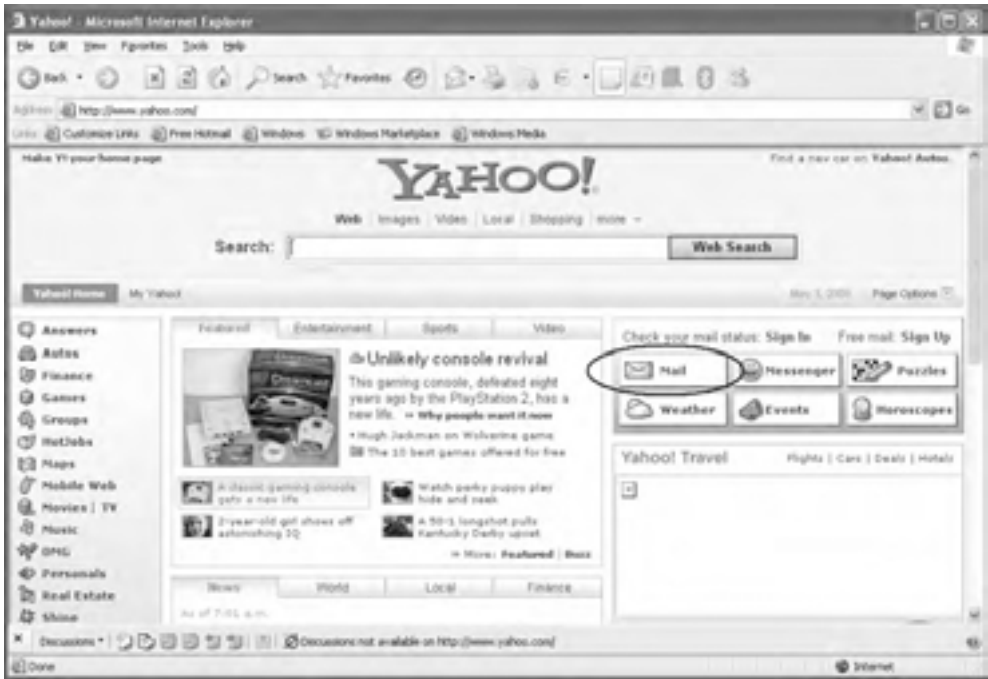 Yahoo! - Microsoft Internet Explorer
File Edit View Favorites Tools Help
Back Search Favorites
Address http://www.yahoo.com/ Go
Links Customize Links Free Hotmail Windows Windows Marketplace Windows Media
Make Y! your home page
Find a new car on Yahoo! Autos.
YAHOO!
Web | Images | Video | Local | Shopping | more
Search: Web Search
Yahoo! Home My Yahoo! May 3, Page Options
Answers
Autos
Finance
Games
Groups
HotJobs
Maps
Mobile Web
Movies | TV
Music
OMG
Personals
Real Estate
Shine
Featured Entertainment Sports Video
Unlikely console revival
This gaming console, defeated eight
years ago by the PlayStation 2, has a
new life. » Why people want it now
• Hugh Jackman on Wolverine game
The 10 best games offered for free
A classic gaming console
gets a new life
Watch perky puppy play
hide and seek
2-year-old girl shows off
astonishing IQ
A 50-1 longshot pulls
Kentucky Derby upset
» More: Featured | Buzz
News World Local Finance
As of 7:01 a.m.
Check your mail status: Sign In Free mail: Sign Up
Mail Messenger Puzzles
Weather Events Horoscopes
Yahoo! Travel Flights | Cars | Deals | Hotels
Discussions Discussions not available on http://www.yahoo.com/
Done Internet